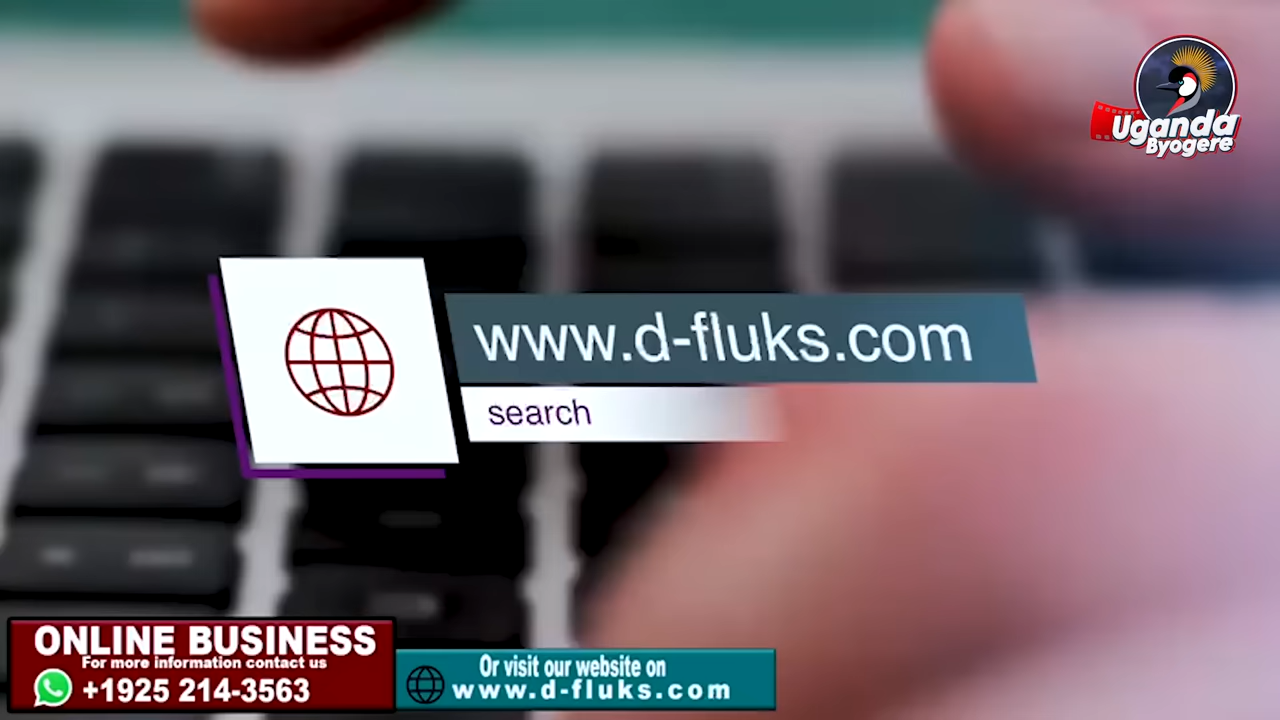 Uganda
Byogere
www.d-fluks.com
search
ONLINE BUSINESS
For more information contact us
+1925 214-3563
Or visit our website on
www.d-fluks.com